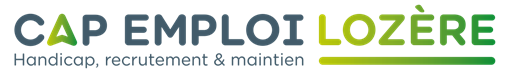 CAP EMPLOI LOZÈRE
Handicap, recrutement & maintien